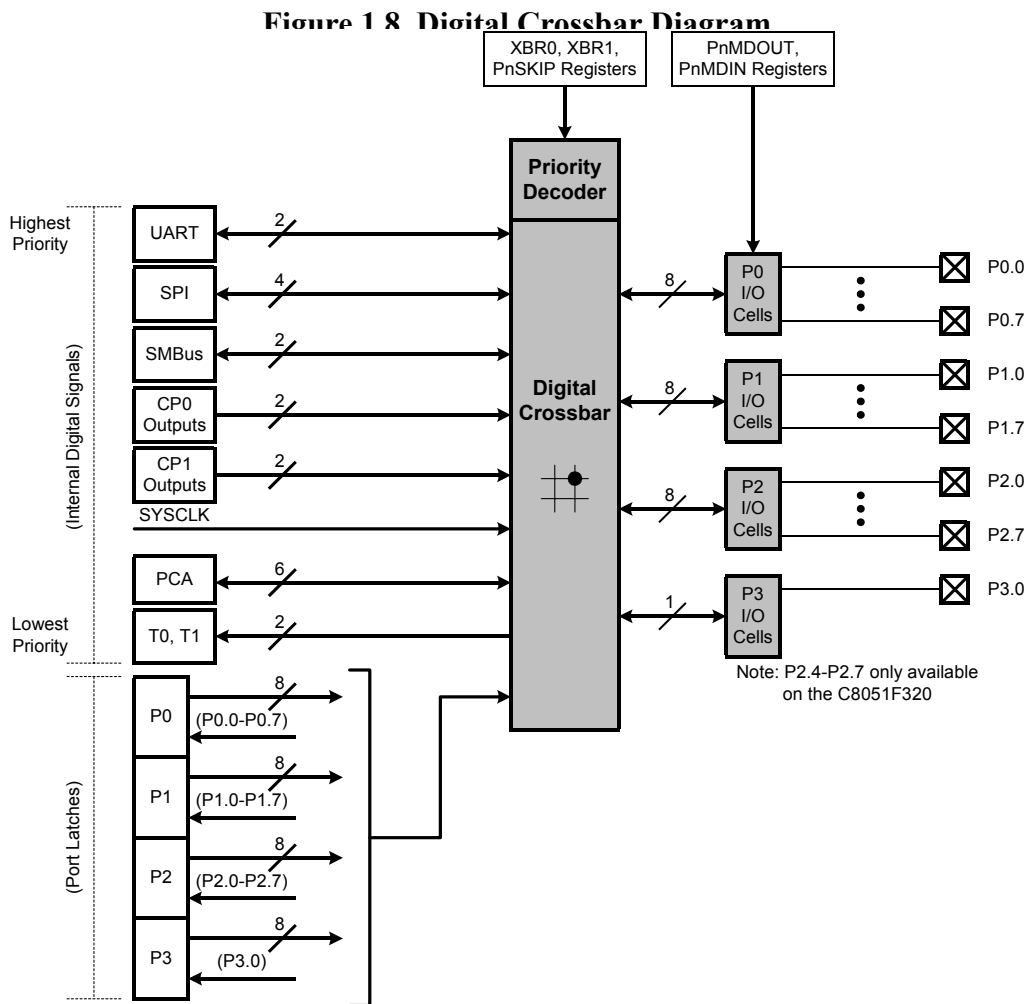 Figure 1.8. Digital Crossbar Diagram
XBR0, XBR1,
PnSKIP Registers
PnMDOUT,
PnMDIN Registers
Priority
Decoder
Highest
Priority
UART
2
SPI
4
SMBus
2
CP0
Outputs
2
CP1
Outputs
2
SYSCLK
PCA
6
Lowest
Priority
T0, T1
2
(Internal Digital Signals)
Digital
Crossbar
8
P0
I/O
Cells
P0.0
P0.7
8
P1
I/O
Cells
P1.0
P1.7
8
P2
I/O
Cells
P2.0
P2.7
1
P3
I/O
Cells
P3.0
Note: P2.4-P2.7 only available
on the C8051F320
(Port Latches)
P0
8
(P0.0-P0.7)
P1
8
(P1.0-P1.7)
P2
8
(P2.0-P2.7)
P3
8
(P3.0)